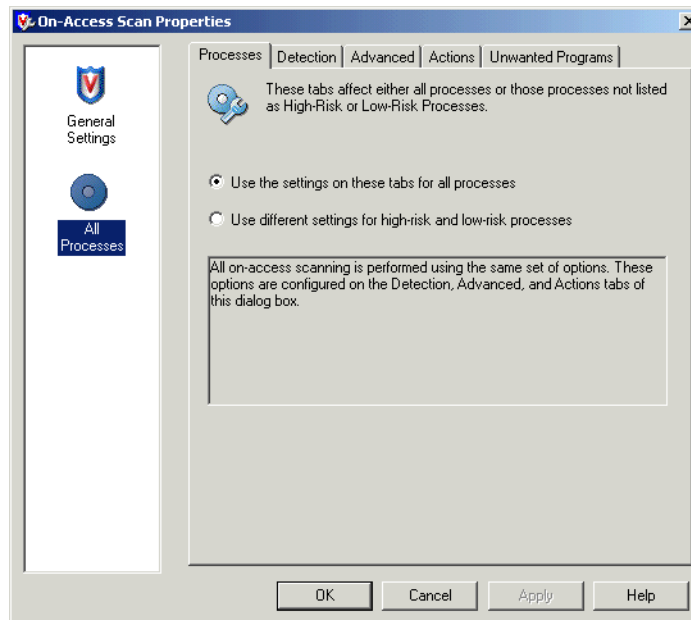 On-Access Scan Properties
General
Settings
All
Processes
Processes
Detection
Advanced
Actions
Unwanted Programs
These tabs affect either all processes or those processes not listed
as High-Risk or Low-Risk Processes.
Use the settings on these tabs for all processes
Use different settings for high-risk and low-risk processes
All on-access scanning is performed using the same set of options. These
options are configured on the Detection, Advanced, and Actions tabs of
this dialog box.
OK
Cancel
Apply
Help